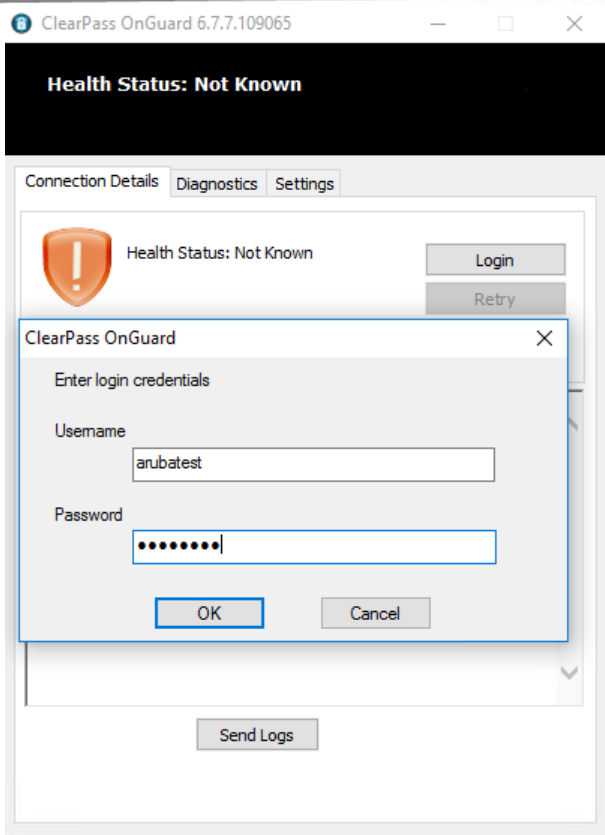 ClearPass OnGuard 6.7.7.109065
Health Status: Not Known
Connection Details Diagnostics Settings
Health Status: Not Known
Login
Retry
ClearPass OnGuard
Enter login credentials
Username
arubatest
Password
••••••••
OK Cancel
Send Logs